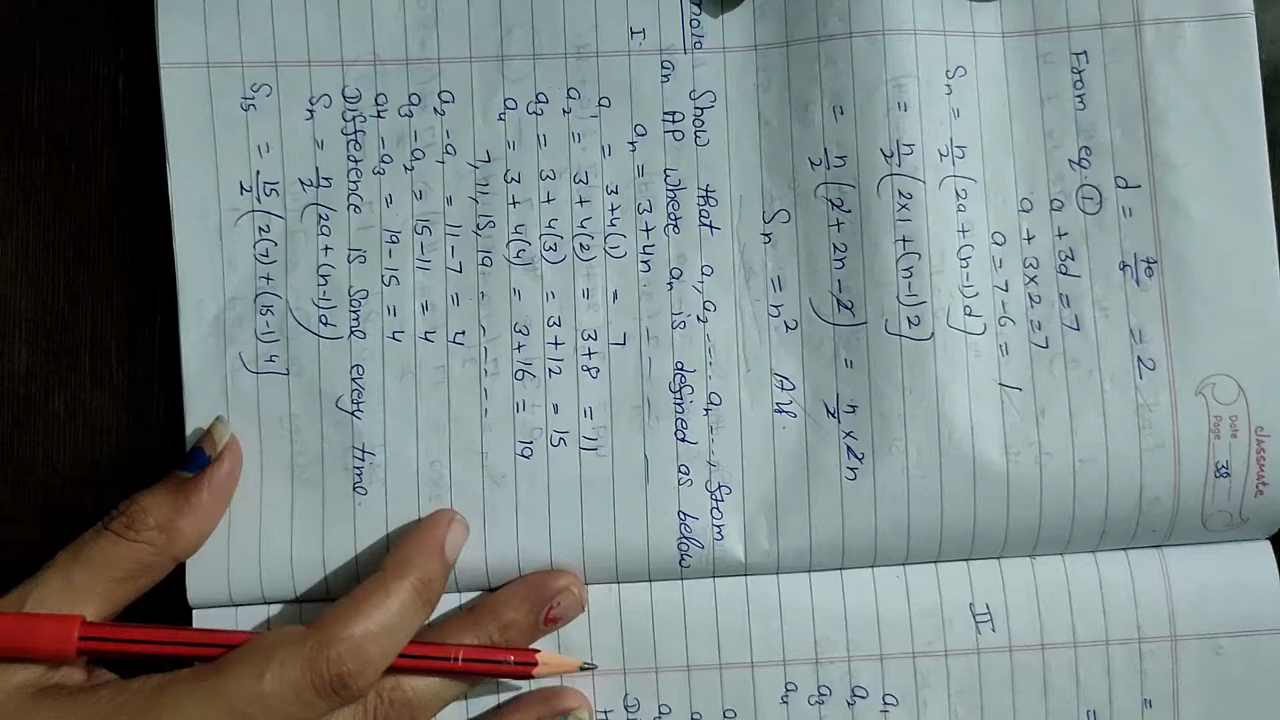 classmate
Date
Page 38
d = 10/5 = 2
From eq. ①
a + 3d = 7
a + 3×2 = 7
a = 7 - 6 = 1
Sn = n/2 (2a + (n-1)d)
= n/2 (2×1 + (n-1)2)
= n/2 (2 + 2n - 2) = n/2 × 2n
Sn = n² Ay.
Show that a, a2 ---- an ---, from
an AP where an is defined as below
I. an = 3 + 4n.
a1 = 3+4(1) = 7
a2 = 3 + 4(2) = 3+8 = 11
a3 = 3 + 4(3) = 3+12 = 15
a4 = 3 + 4(4) = 3+16 = 19
7, 11, 15, 19 - - - - - -
a2 - a1 = 11 - 7 = 4
a3 - a2 = 15 - 11 = 4
a4 - a3 = 19 - 15 = 4
Difference is same every time.
Sn = n/2 (2a + (n-1)d)
S15 = 15/2 (2(7) + (15-1)4)
II
a1
a2
a3
a4